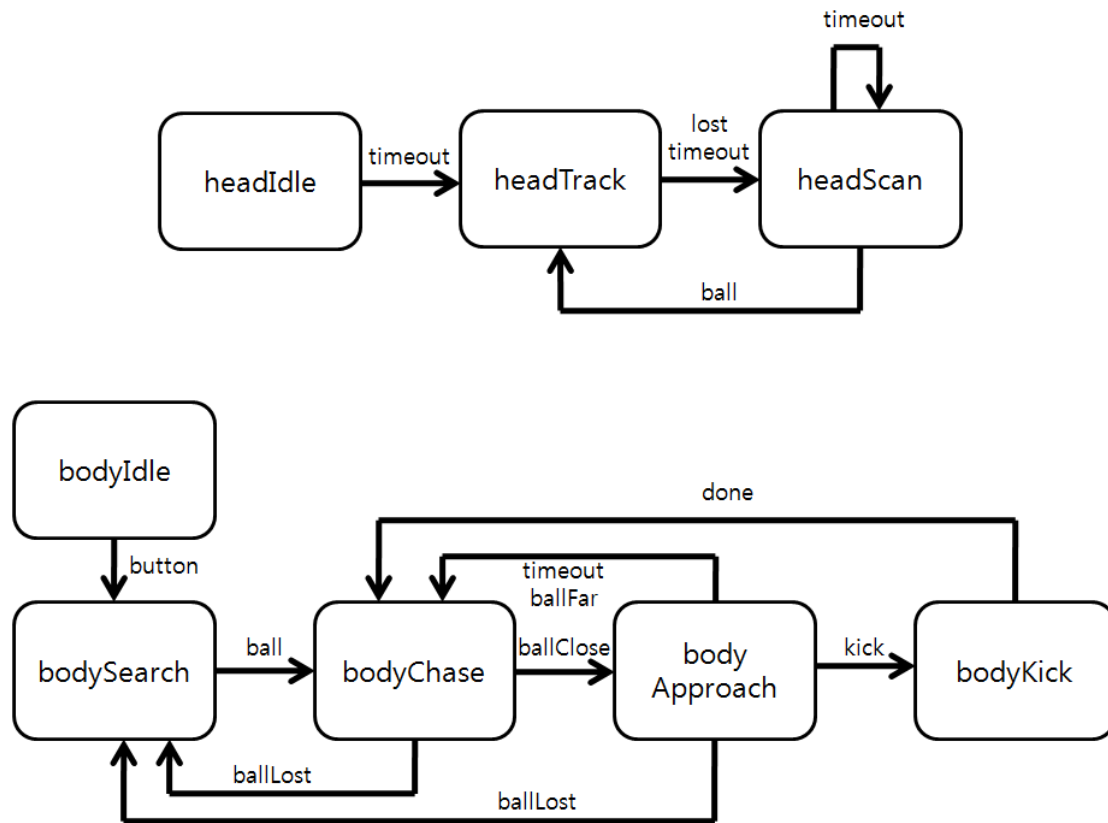 timeout
headIdle
timeout
headTrack
lost
timeout
headScan
ball
bodyIdle
button
done
timeout
ballFar
bodySearch
ball
bodyChase
ballClose
body
Approach
kick
bodyKick
ballLost
ballLost